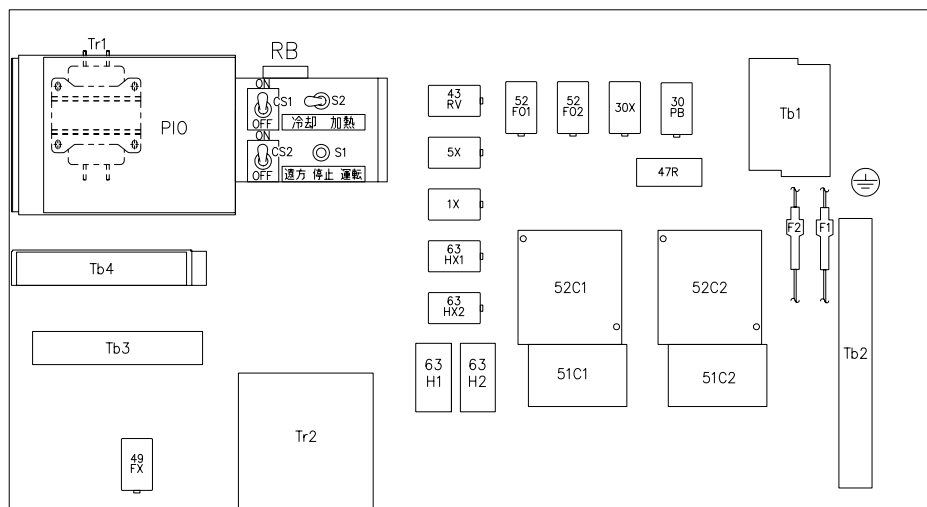 Tr1
RB
PIO
ON
CS1
OFF
S2
冷却 加熱
ON
CS2
OFF
S1
遠方 停止 運転
43
RV
5X
1X
63
HX1
63
HX2
63
H1
63
H2
52
FO1
52
FO2
30X
30
PB
47R
Tb1
F2
F1
52C1
52C2
51C1
51C2
Tb2
Tb4
Tb3
Tr2
49
FX